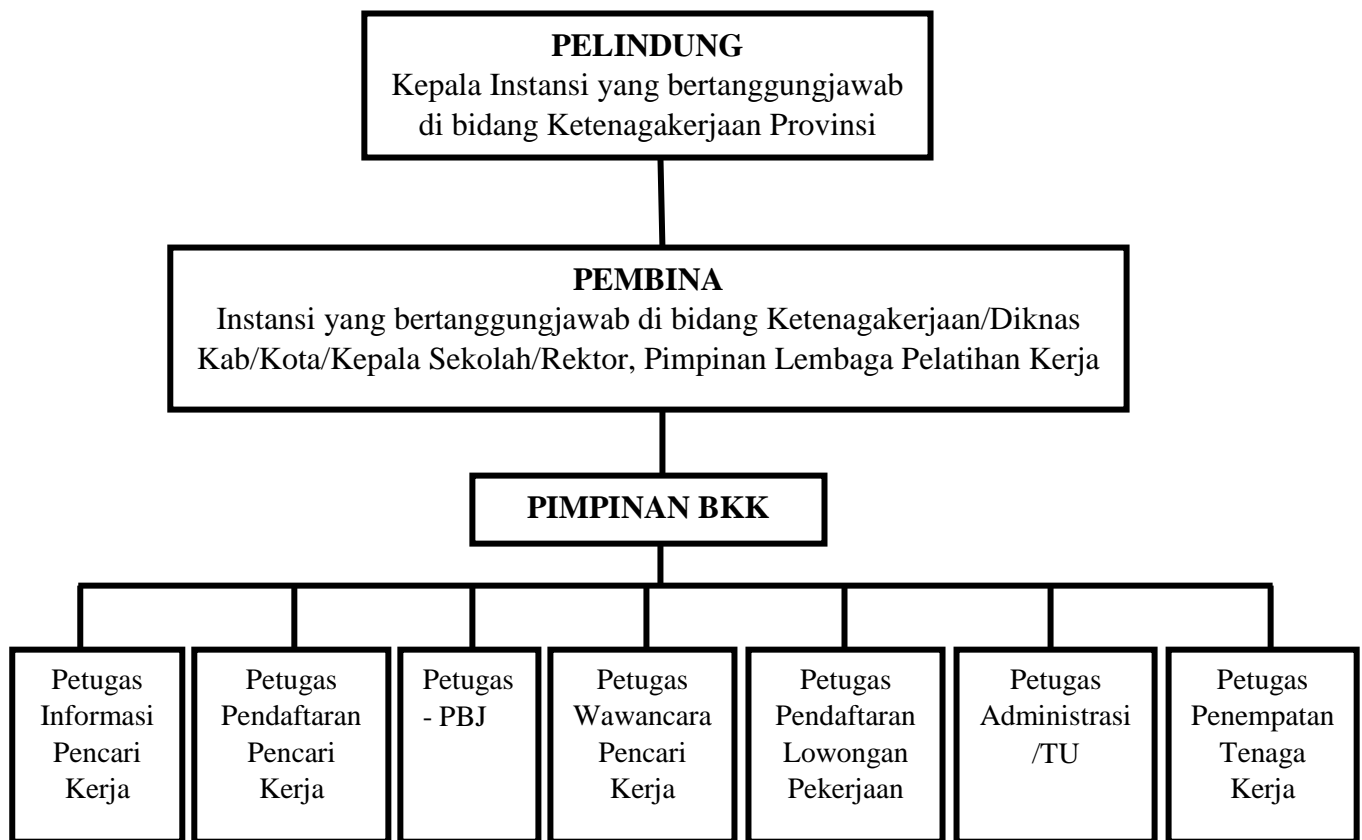 PELINDUNG
Kepala Instansi yang bertanggungjawab
di bidang Ketenagakerjaan Provinsi
PEMBINA
Instansi yang bertanggungjawab di bidang Ketenagakerjaan/Diknas
Kab/Kota/Kepala Sekolah/Rektor, Pimpinan Lembaga Pelatihan Kerja
PIMPINAN BKK
Petugas
Informasi
Pencari
Kerja
Petugas
Pendaftaran
Pencari
Kerja
Petugas
- PBJ
Petugas
Wawancara
Pencari
Kerja
Petugas
Pendaftaran
Lowongan
Pekerjaan
Petugas
Administrasi
/TU
Petugas
Penempatan
Tenaga
Kerja